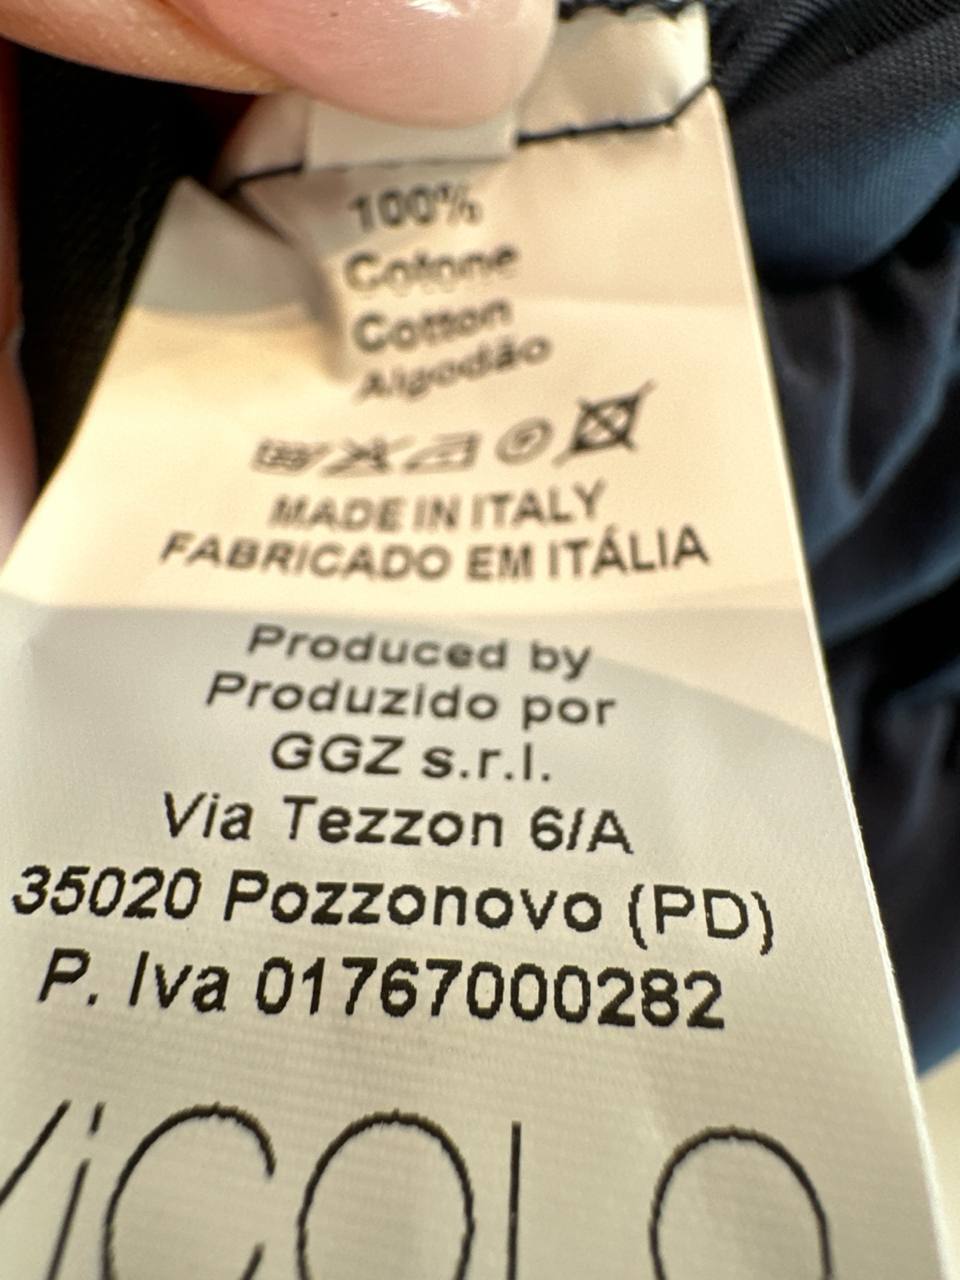 100%
Cotone
Cotton
Algodão
MADE IN ITALY
FABRICADO EM ITÁLIA
Produced by
Produzido por
GGZ s.r.l.
Via Tezzon 6/A
35020 Pozzonovo (PD)
P. Iva 01767000282
ViCOLO